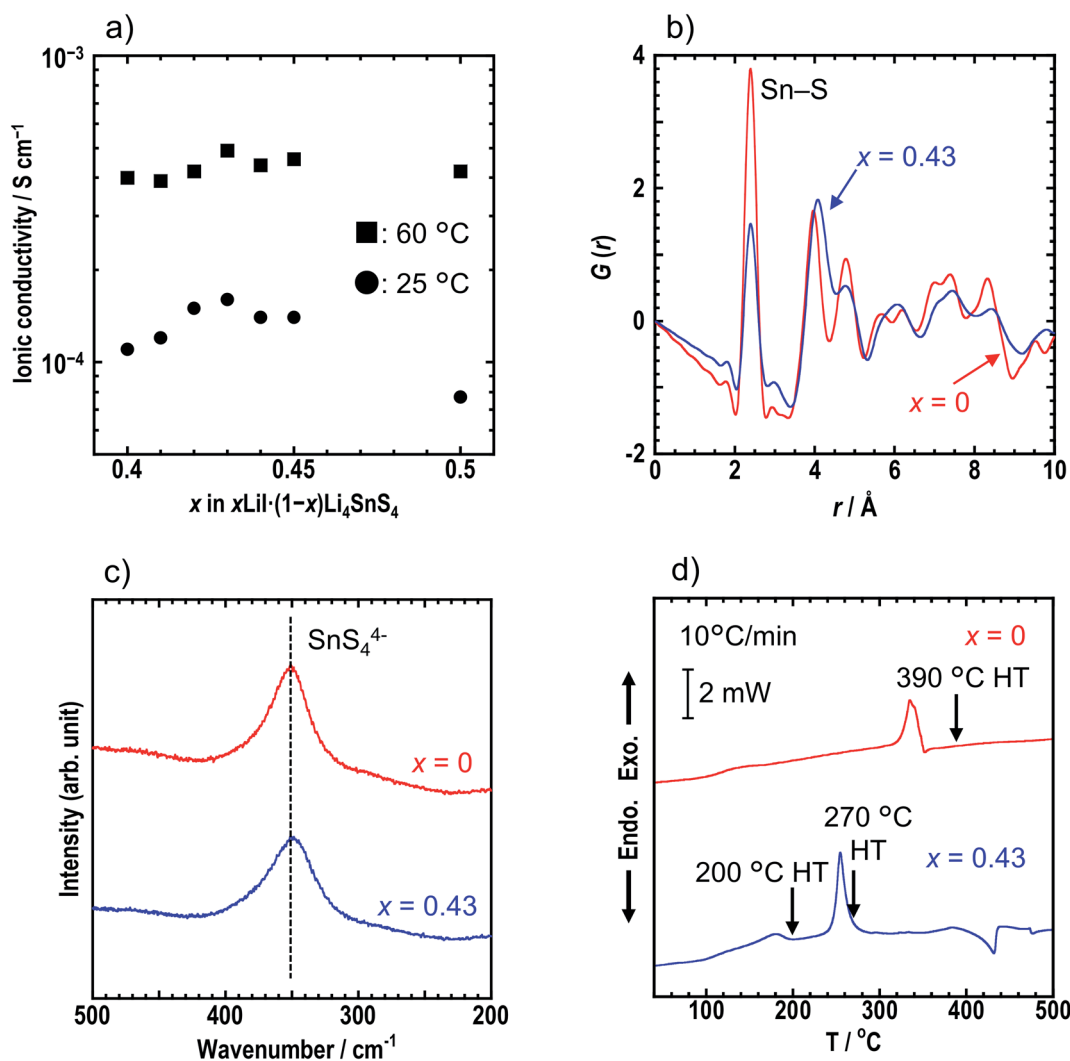 a)
10⁻³
10⁻⁴
Ionic conductivity / S cm⁻¹
■: 60 °C
●: 25 °C
0.4
0.45
0.5
x in xLiI·(1−x)Li₄SnS₄
b)
4
2
0
-2
G (r)
Sn–S
x = 0.43
x = 0
0
2
4
6
8
10
r / Å
c)
Intensity (arb. unit)
SnS₄⁴⁻
x = 0
x = 0.43
500
400
300
200
Wavenumber / cm⁻¹
d)
Endo. Exo.
10°C/min
2 mW
x = 0
390 °C HT
270 °C
HT
200 °C HT
x = 0.43
100
200
300
400
500
T / °C